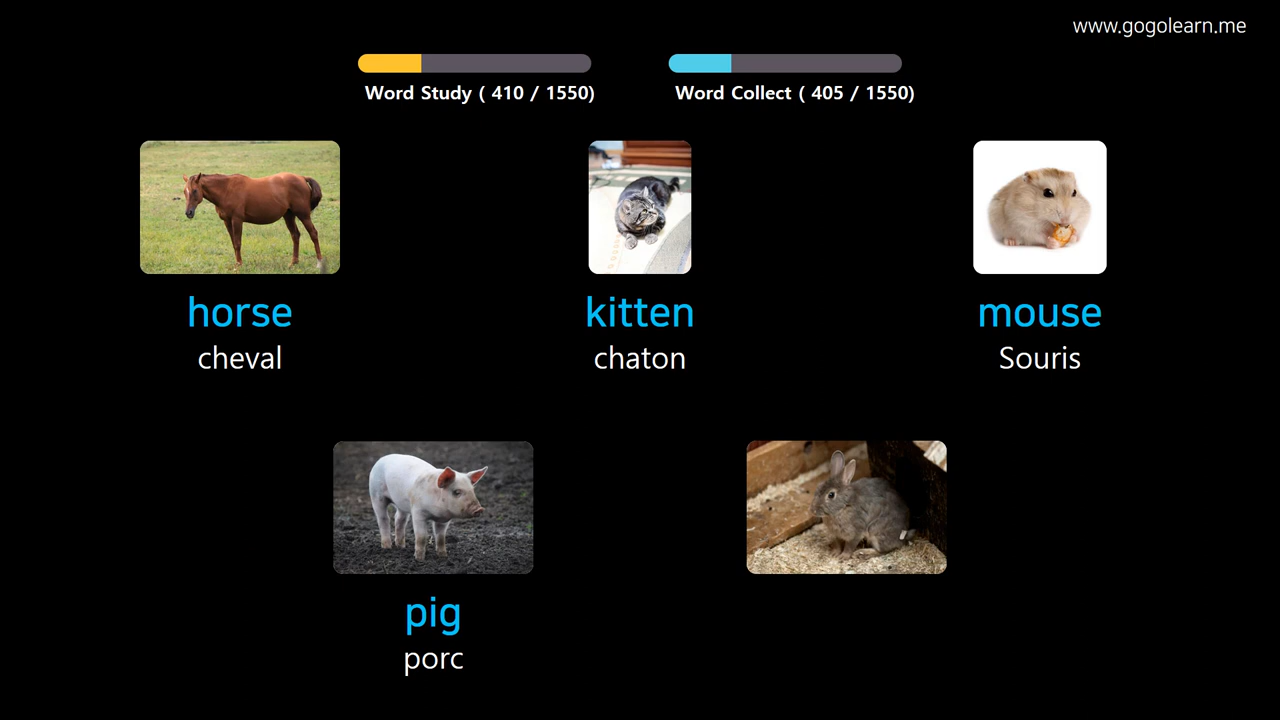 www.gogolearn.me
Word Study ( 410 / 1550)
Word Collect ( 405 / 1550)
horse
cheval
kitten
chaton
mouse
Souris
pig
porc